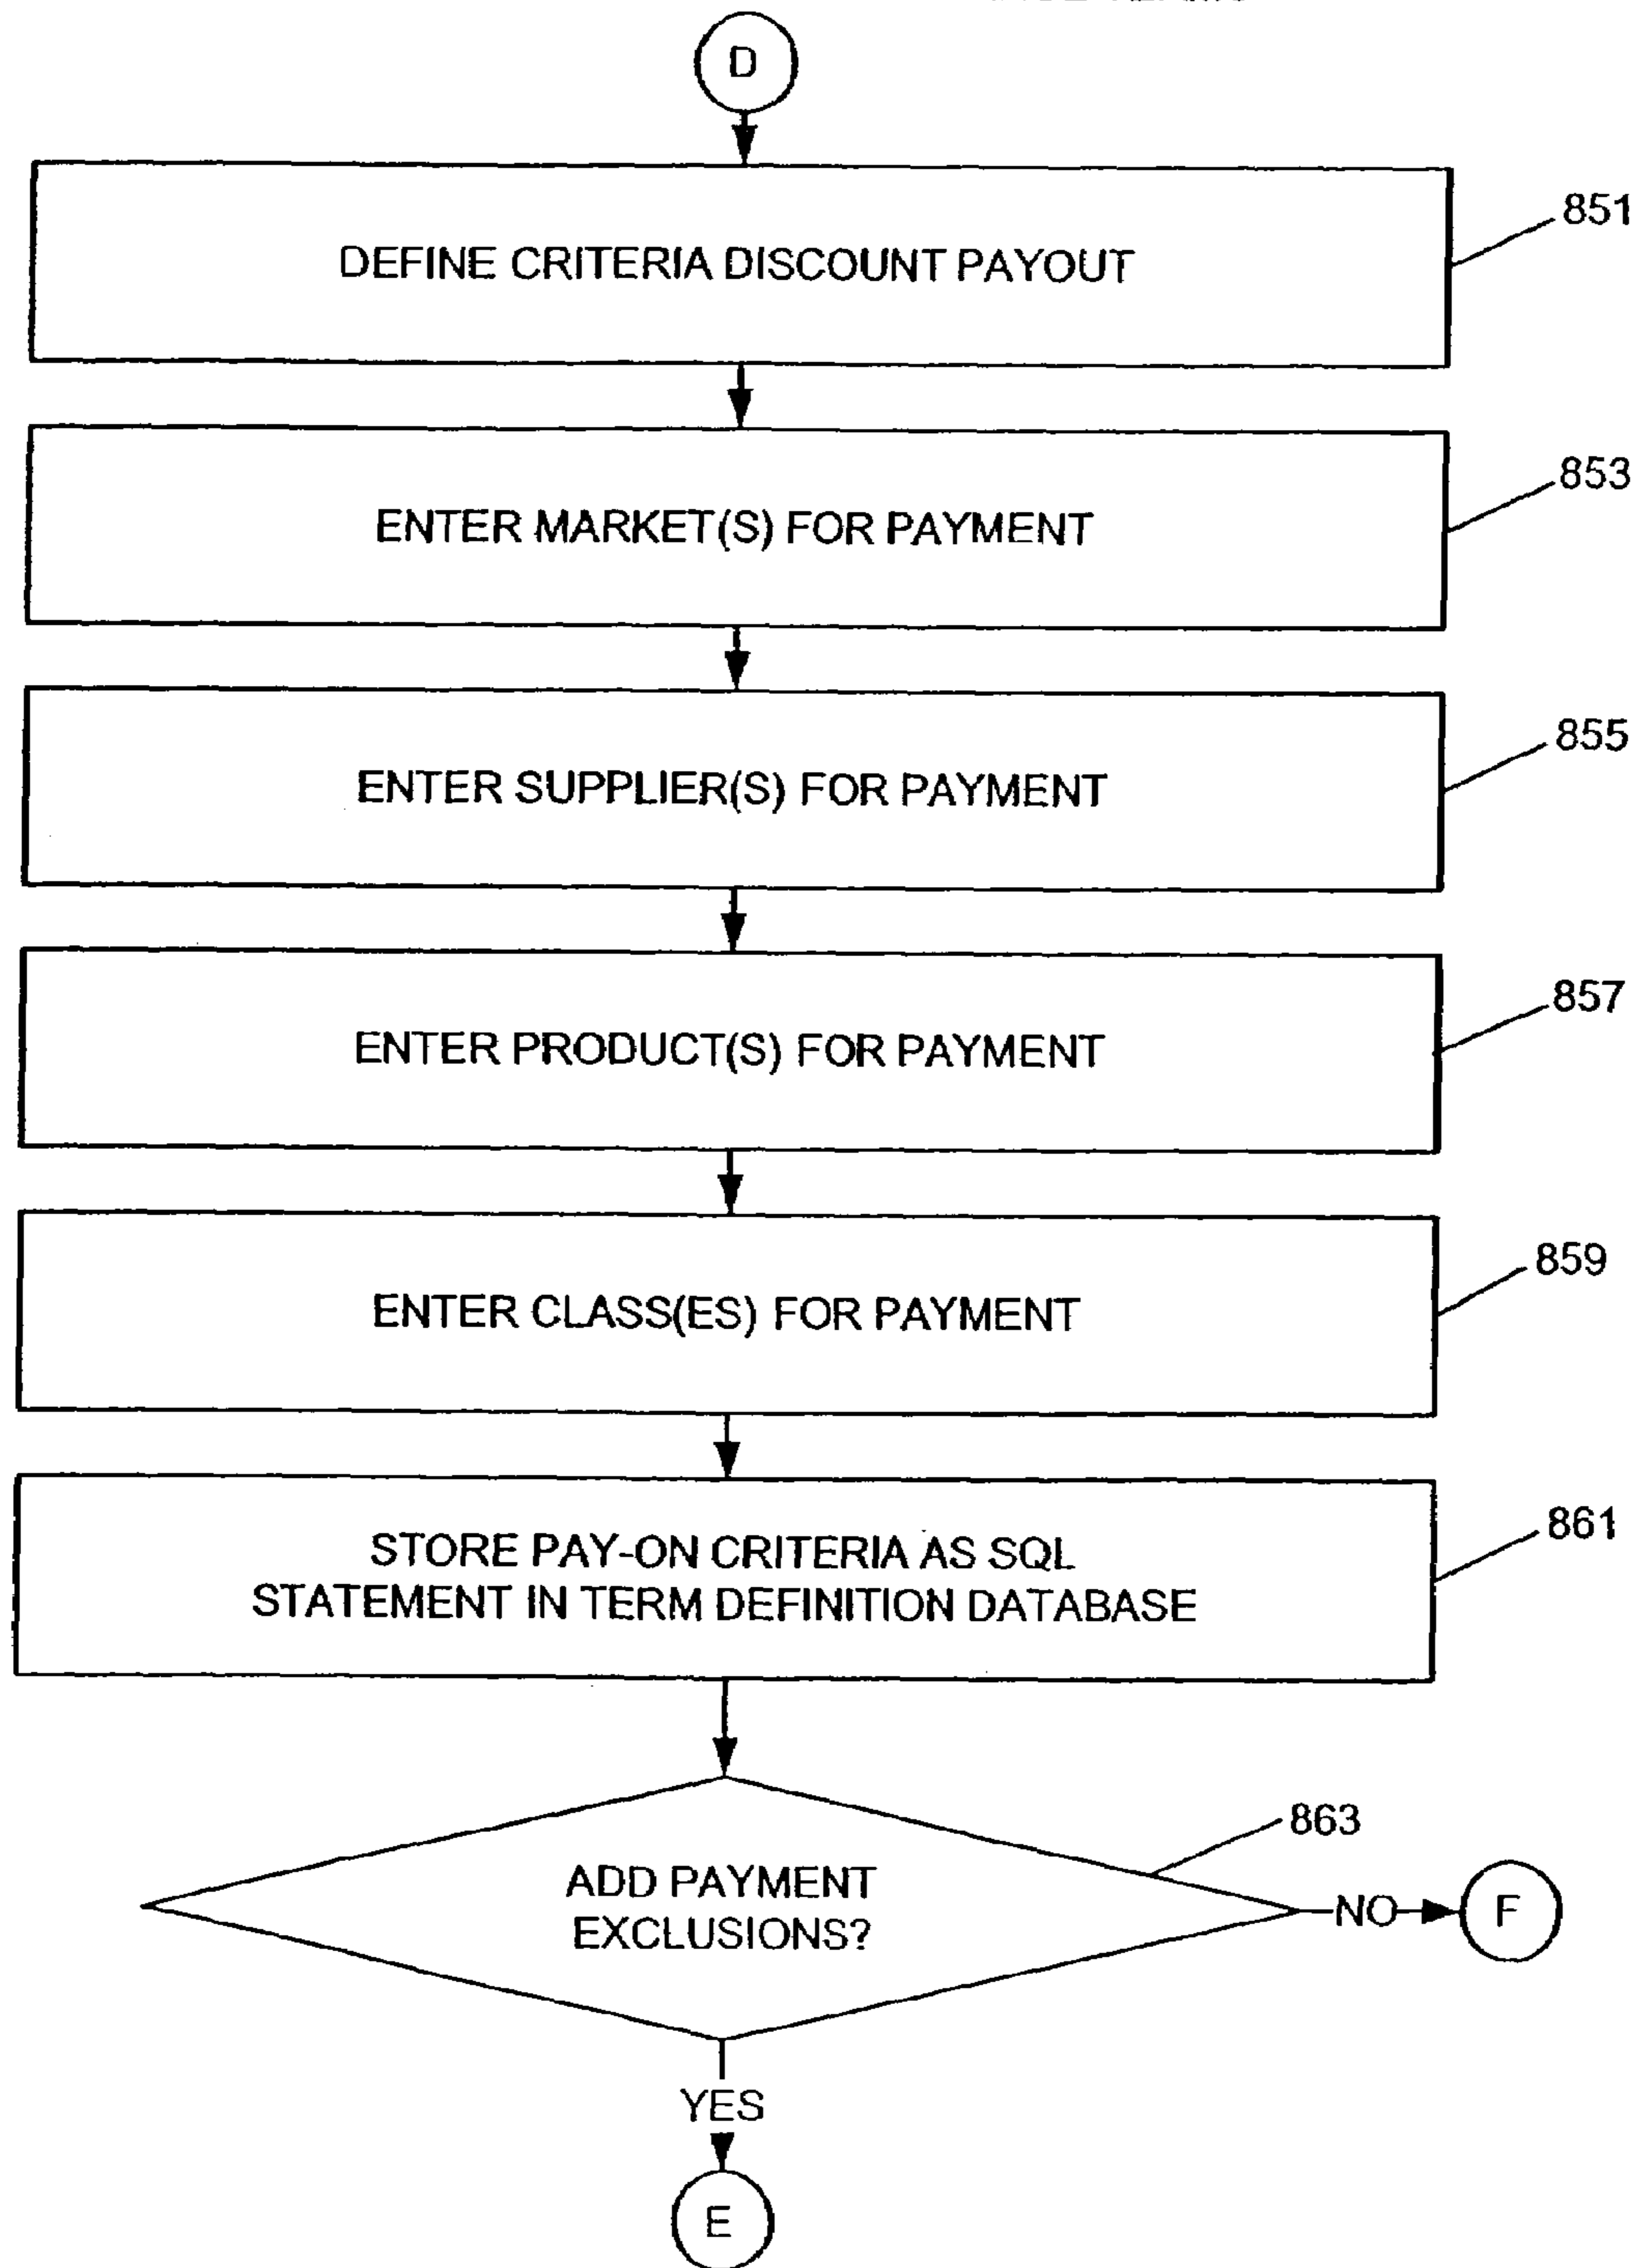 D
DEFINE CRITERIA DISCOUNT PAYOUT
851
ENTER MARKET(S) FOR PAYMENT
853
ENTER SUPPLIER(S) FOR PAYMENT
855
ENTER PRODUCT(S) FOR PAYMENT
857
ENTER CLASS(ES) FOR PAYMENT
859
STORE PAY-ON CRITERIA AS SQL
STATEMENT IN TERM DEFINITION DATABASE
861
863
ADD PAYMENT
EXCLUSIONS?
NO
F
YES
E